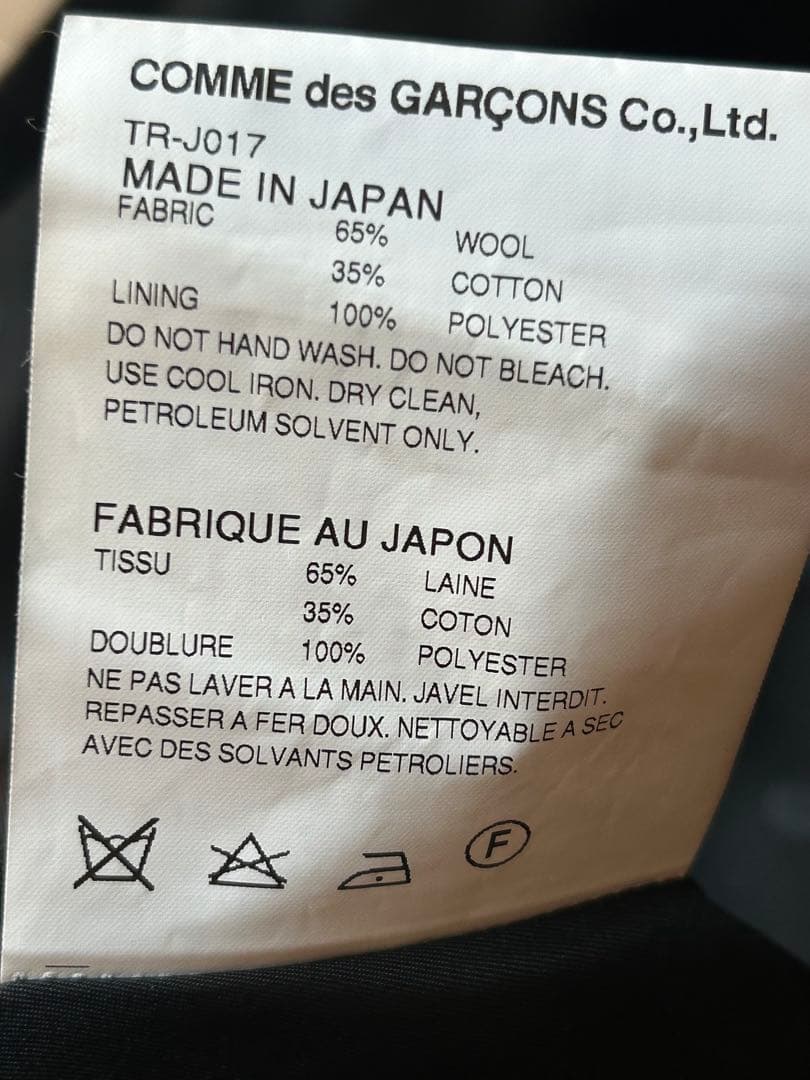 COMME des GARÇONS Co.,Ltd.
TR-J017
MADE IN JAPAN
FABRIC 65% WOOL
35% COTTON
LINING 100% POLYESTER
DO NOT HAND WASH. DO NOT BLEACH.
USE COOL IRON. DRY CLEAN,
PETROLEUM SOLVENT ONLY.
FABRIQUE AU JAPON
TISSU 65% LAINE
35% COTON
DOUBLURE 100% POLYESTER
NE PAS LAVER A LA MAIN. JAVEL INTERDIT.
REPASSER A FER DOUX. NETTOYABLE A SEC
AVEC DES SOLVANTS PETROLIERS.
F